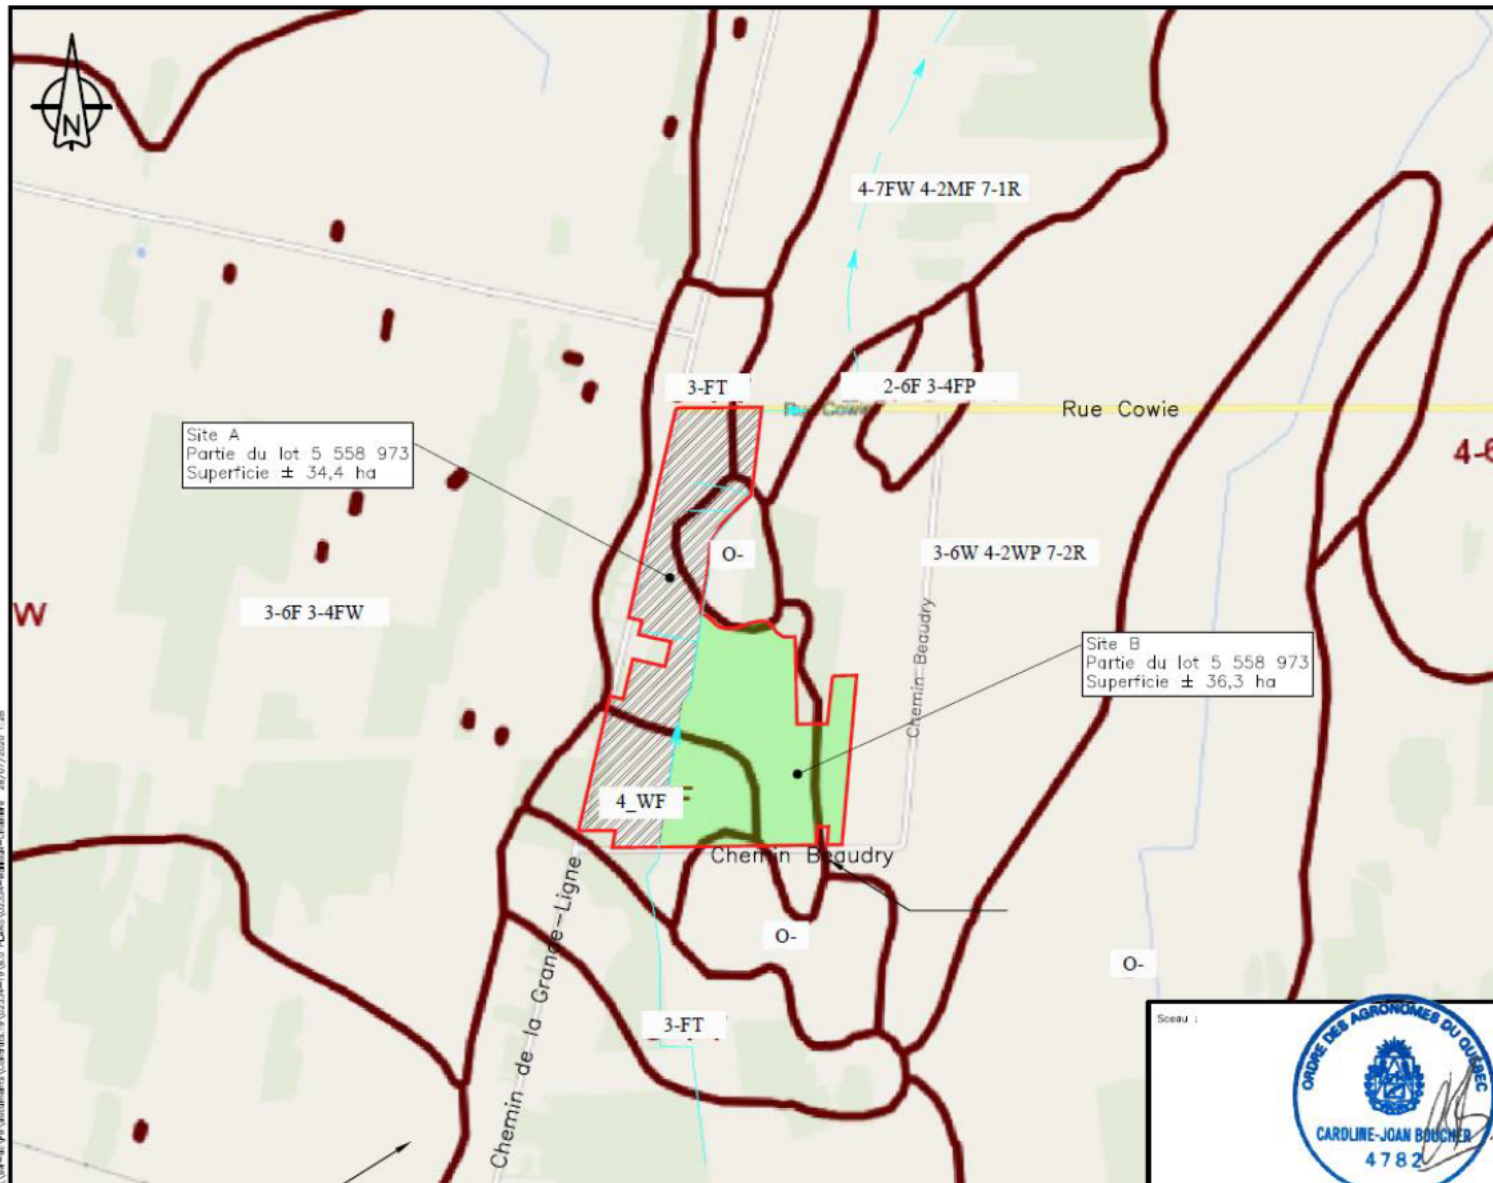 N
4-7FW 4-2MF 7-1R
3-FT
2-6F 3-4FP
Rue Cowie
Rue Cowie
Site A
Partie du lot 5 558 973
Superficie ± 34,4 ha
4-6
O-
3-6W 4-2WP 7-2R
W
3-6F 3-4FW
Chemin Beaudry
Site B
Partie du lot 5 558 973
Superficie ± 36,3 ha
4_WF
F
Chemin Beaudry
Chemin de la Grande-Ligne
O-
O-
3-FT
Sceau :
ORDRE DES AGRONOMES DU QUÉBEC
CAROLINE-JOAN BOUCHER
4782